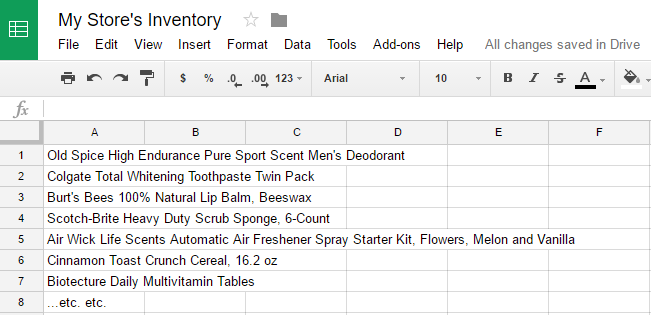 My Store's Inventory
File Edit View Insert Format Data Tools Add-ons Help All changes saved in Drive
$ % .0 .00 123 Arial 10 B I S A
fx
A B C D E F
1 Old Spice High Endurance Pure Sport Scent Men's Deodorant
2 Colgate Total Whitening Toothpaste Twin Pack
3 Burt's Bees 100% Natural Lip Balm, Beeswax
4 Scotch-Brite Heavy Duty Scrub Sponge, 6-Count
5 Air Wick Life Scents Automatic Air Freshener Spray Starter Kit, Flowers, Melon and Vanilla
6 Cinnamon Toast Crunch Cereal, 16.2 oz
7 Biotecture Daily Multivitamin Tables
8 ...etc. etc.